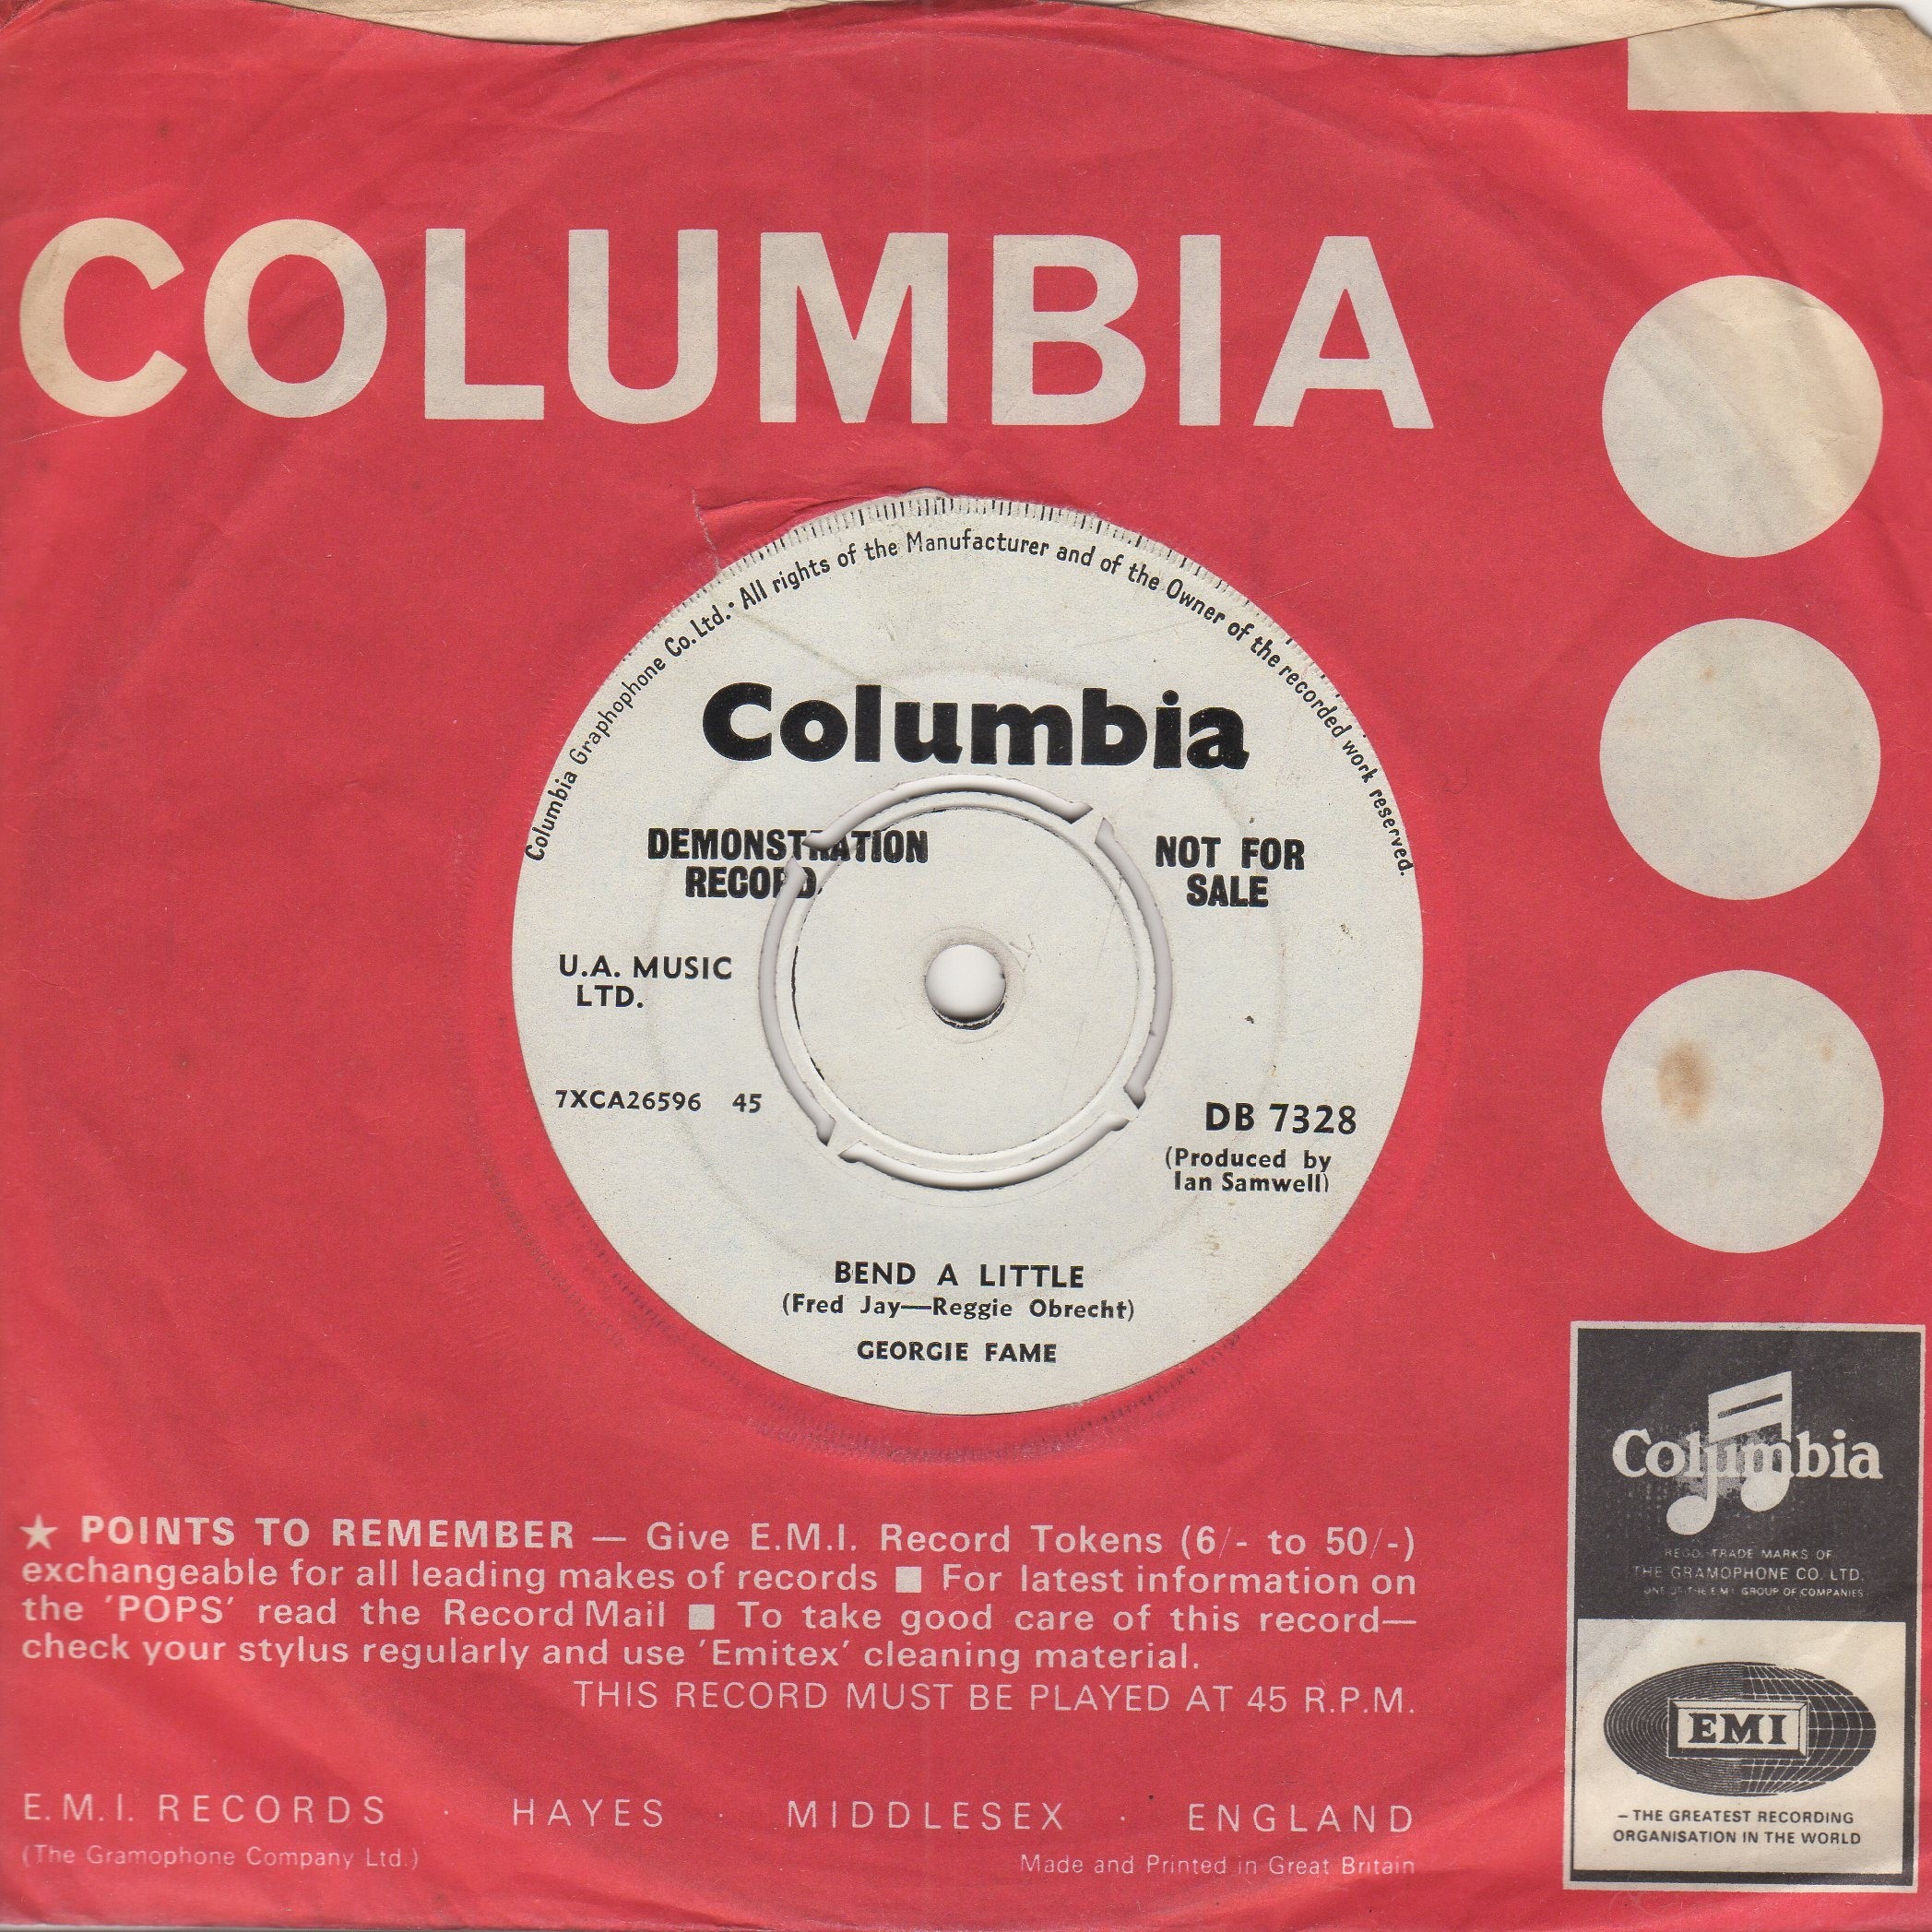 COLUMBIA
Columbia Graphophone Co. Ltd. • All rights of the Manufacturer and of the Owner of the recorded work reserved.
Columbia
DEMONSTRATION
RECORD.
NOT FOR
SALE
U.A. MUSIC
LTD.
7XCA26596 45
DB 7328
(Produced by
Ian Samwell)
BEND A LITTLE
(Fred Jay—Reggie Obrecht)
GEORGIE FAME
★ POINTS TO REMEMBER — Give E.M.I. Record Tokens (6/- to 50/-)
exchangeable for all leading makes of records ■ For latest information on
the 'POPS' read the Record Mail ■ To take good care of this record—
check your stylus regularly and use 'Emitex' cleaning material.
THIS RECORD MUST BE PLAYED AT 45 R.P.M.
E.M.I. RECORDS · HAYES · MIDDLESEX · ENGLAND
(The Gramophone Company Ltd.)
Made and Printed in Great Britain
Columbia
REGD. TRADE MARKS OF
THE GRAMOPHONE CO. LTD.
ONE OF THE E.M.I. GROUP OF COMPANIES
EMI
– THE GREATEST RECORDING
ORGANISATION IN THE WORLD